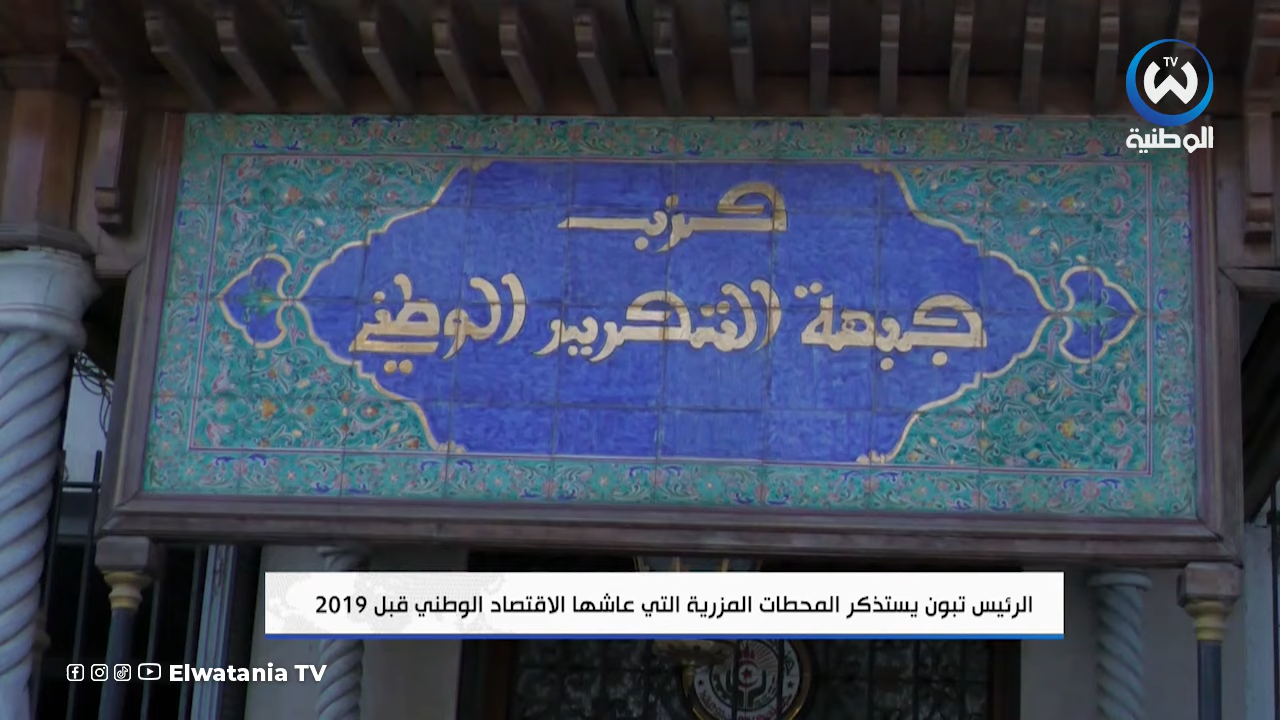 TV
الوطنية
حزب
جبهة التحرير الوطني
الرئيس تبون يستذكر المحطات المزرية التي عاشها الاقتصاد الوطني قبل 2019
Elwatania TV